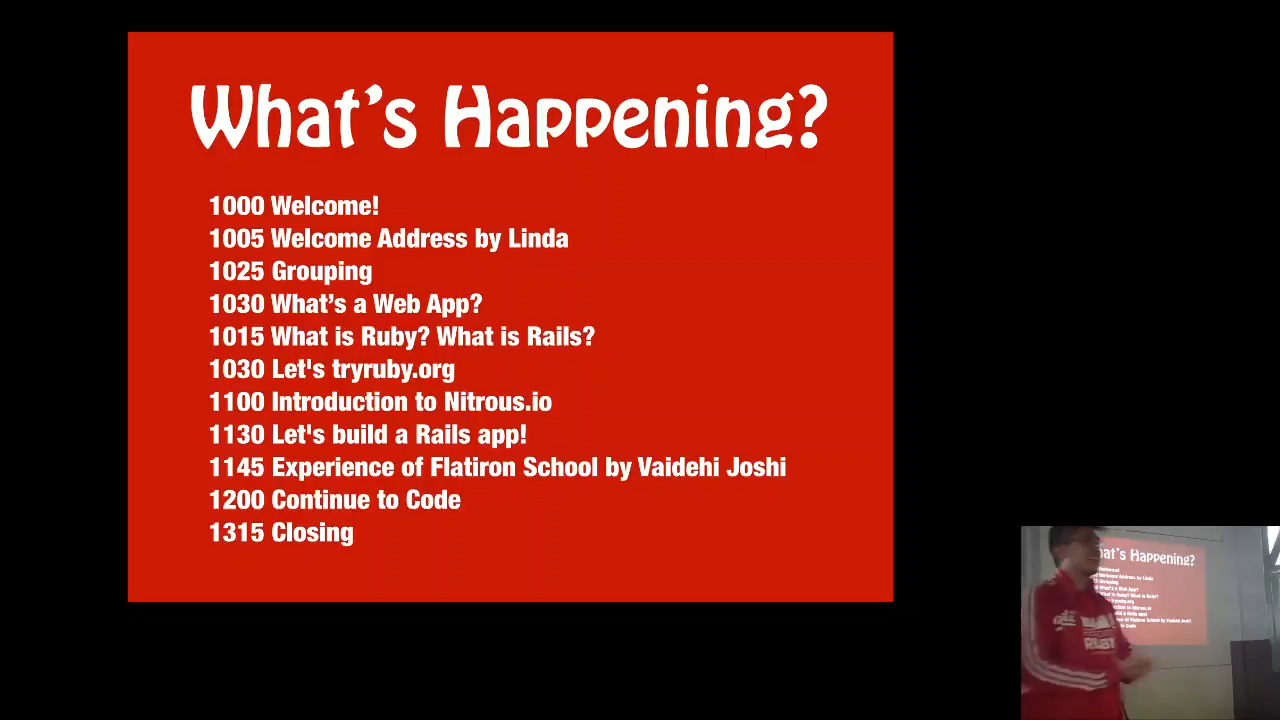 What's Happening?
1000 Welcome!
1005 Welcome Address by Linda
1025 Grouping
1030 What's a Web App?
1015 What is Ruby? What is Rails?
1030 Let's tryruby.org
1100 Introduction to Nitrous.io
1130 Let's build a Rails app!
1145 Experience of Flatiron School by Vaidehi Joshi
1200 Continue to Code
1315 Closing
What's Happening?